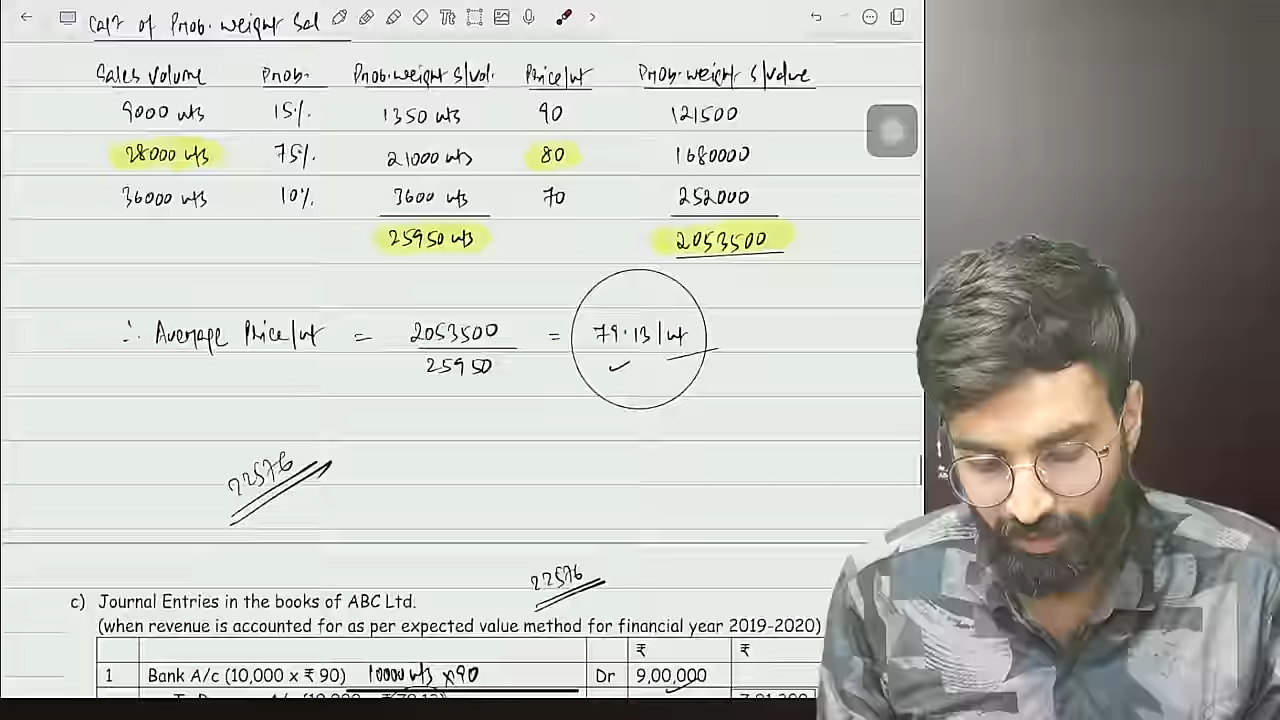 Calⁿ of Prob. weight Sal
Sales Volume Prob. Prob. weight S/Vol. Price/ut Prob. weight S/Value
9000 uts 15%. 1350 uts 90 121500
28000 uts 75%. 21000 uts 80 1680000
36000 uts 10%. 3600 uts 70 252000
25950 uts 2053500
∴ Average Price/ut = 2053500 = 79.13/ut
25950
22576
22576
c) Journal Entries in the books of ABC Ltd.
(when revenue is accounted for as per expected value method for financial year 2019-2020)
₹ ₹
1 Bank A/c (10,000 x ₹ 90) 10000 uts x90 Dr 9,00,000